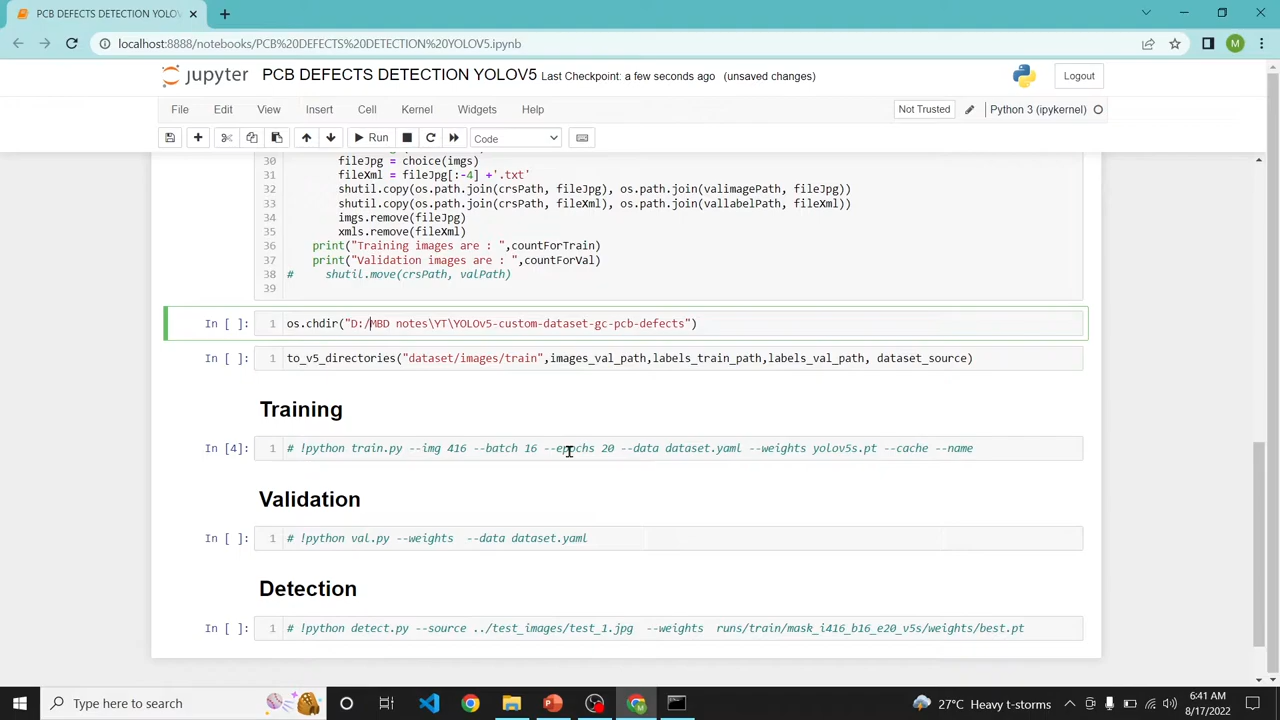 PCB DEFECTS DETECTION YOLOV
localhost:8888/notebooks/PCB%20DEFECTS%20DETECTION%20YOLOV5.ipynb
M
jupyter PCB DEFECTS DETECTION YOLOV5 Last Checkpoint: a few seconds ago (unsaved changes)
Logout
File Edit View Insert Cell Kernel Widgets Help
Not Trusted Python 3 (ipykernel)
Run Code
30 fileJpg = choice(imgs)
31 fileXml = fileJpg[:-4] +'.txt'
32 shutil.copy(os.path.join(crsPath, fileJpg), os.path.join(valimagePath, fileJpg))
33 shutil.copy(os.path.join(crsPath, fileXml), os.path.join(vallabelPath, fileXml))
34 imgs.remove(fileJpg)
35 xmls.remove(fileXml)
36 print("Training images are : ",countForTrain)
37 print("Validation images are : ",countForVal)
38 # shutil.move(crsPath, valPath)
39
In [ ]: 1 os.chdir("D:/MBD notes\YT\YOLOv5-custom-dataset-gc-pcb-defects")
In [ ]: 1 to_v5_directories("dataset/images/train",images_val_path,labels_train_path,labels_val_path, dataset_source)
Training
In [4]: 1 # !python train.py --img 416 --batch 16 --epochs 20 --data dataset.yaml --weights yolov5s.pt --cache --name
Validation
In [ ]: 1 # !python val.py --weights --data dataset.yaml
Detection
In [ ]: 1 # !python detect.py --source ../test_images/test_1.jpg --weights runs/train/mask_i416_b16_e20_v5s/weights/best.pt
Type here to search
27°C Heavy t-storms
6:41 AM
8/17/2022